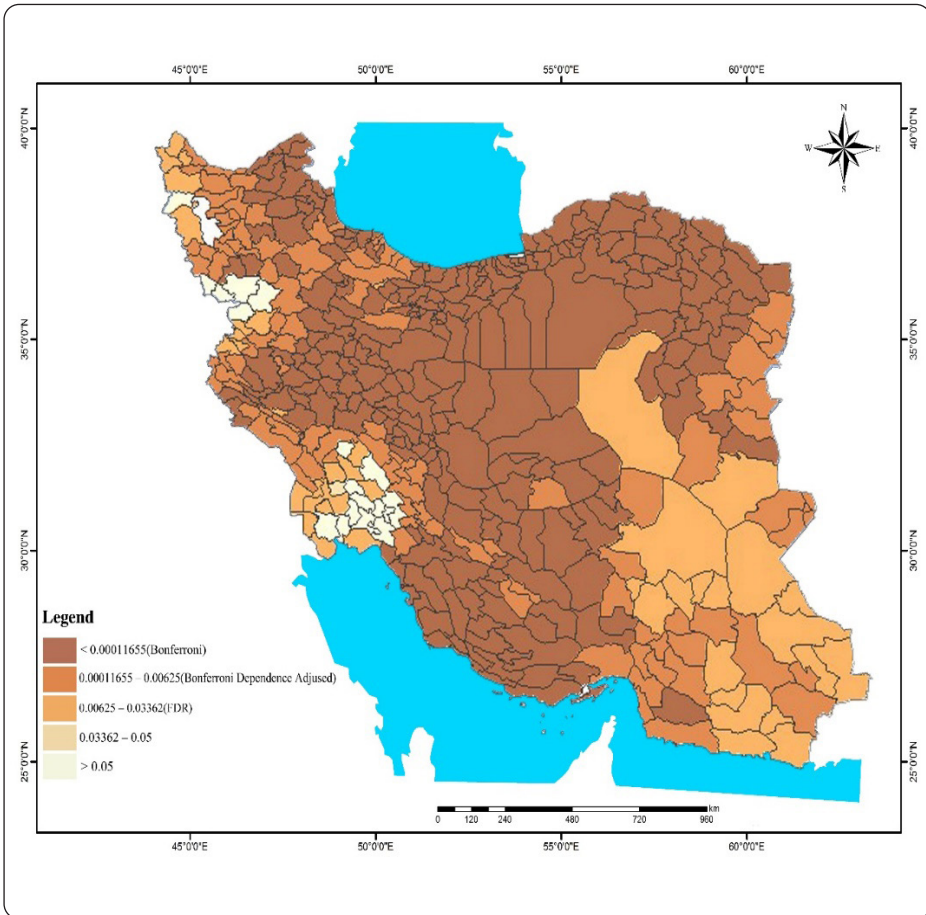 45°0'0"E 50°0'0"E 55°0'0"E 60°0'0"E
N
W E
S
40°0'0"N 40°0'0"N
35°0'0"N 35°0'0"N
30°0'0"N 30°0'0"N
25°0'0"N 25°0'0"N
Legend
< 0.00011655(Bonferroni)
0.00011655 – 0.00625(Bonferroni Dependence Adjusted)
0.00625 – 0.03362(FDR)
0.03362 – 0.05
> 0.05
km
0 120 240 480 720 960
45°0'0"E 50°0'0"E 55°0'0"E 60°0'0"E